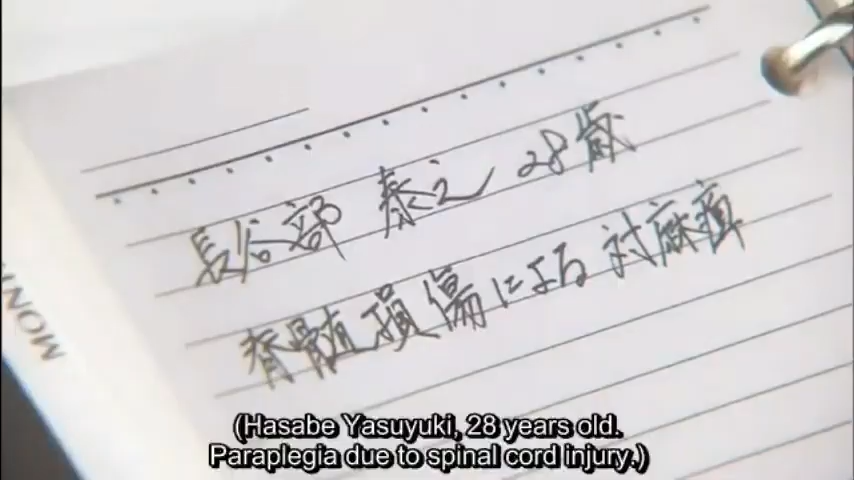 長谷部 泰之 28歳
脊髄損傷による対麻痺
MON
(Hasabe Yasuyuki, 28 years old.
Paraplegia due to spinal cord injury.)